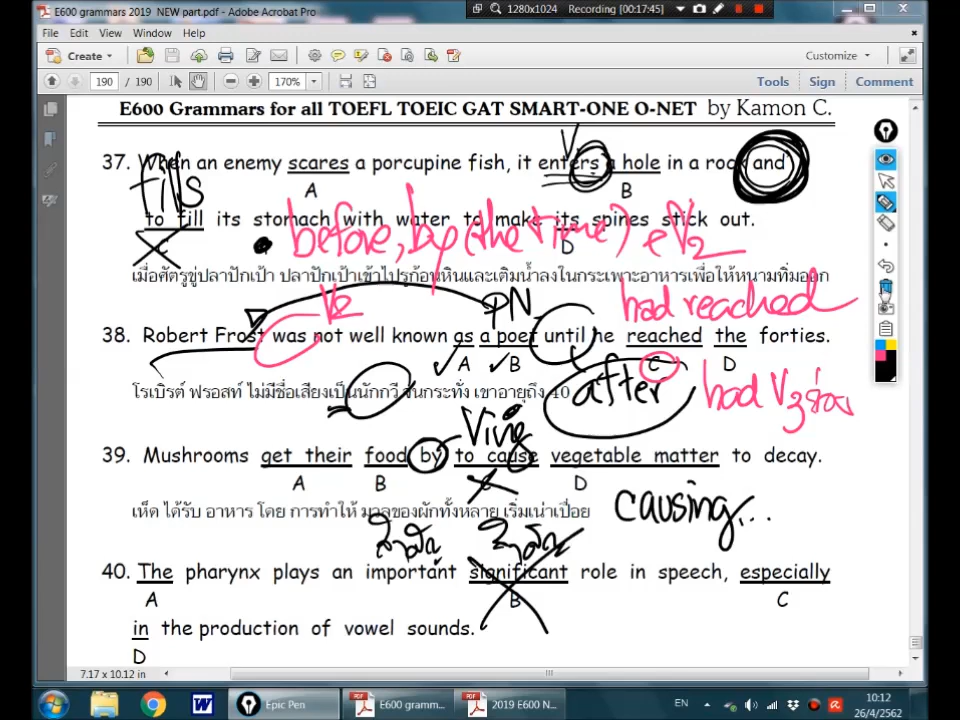 E600 grammars 2019 NEW part.pdf - Adobe Acrobat Pro
1280x1024 Recording [00:17:45]
File Edit View Window Help
Create Customize
190 / 190 170% Tools Sign Comment
E600 Grammars for all TOEFL TOEIC GAT SMART-ONE O-NET by Kamon C.
V
37. When an enemy scares a porcupine fish, it enters a hole in a rock and
A B
fills
to fill its stomach with water to make its spines stick out.
C D
before, by (the time) + V2
เมื่อศัตรูขู่ปลาปักเป้า ปลาปักเป้าเข้าไปรูก้อนหินและเติมน้ำลงในกระเพาะอาหารเพื่อให้หนามทิ่มออก
V2 PN had reached
38. Robert Frost was not well known as a poet until he reached the forties.
A B C D
after had V3
โรเบิรต์ ฟรอสท์ ไม่มีชื่อเสียงเป็นนักกวี จนกระทั่ง เขาอายุถึง 40
Ving
39. Mushrooms get their food by to cause vegetable matter to decay.
A B C D
causing...
เห็ด ได้รับ อาหาร โดย การทำให้ มวลของผักทั้งหลาย เริ่มเน่าเปื่อย
สำคัญ สำคัญ
40. The pharynx plays an important significant role in speech, especially
A B C
in the production of vowel sounds.
D
7.17 x 10.12 in
Epic Pen E600 gramm... 2019 E600 N... EN 10:12
26/4/2562